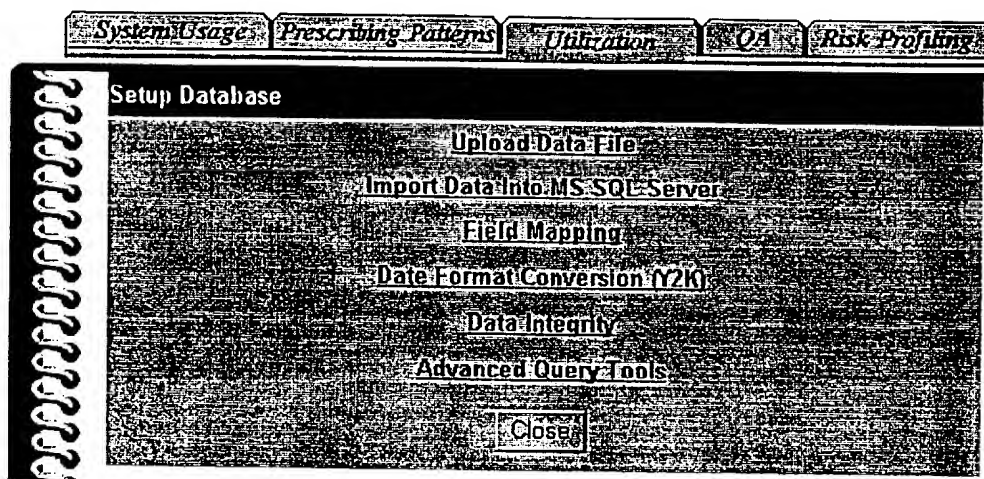 System Usage Prescribing Patterns Utilization QA Risk Profiling
Setup Database
Upload Data File
Import Data Into MS SQL Server
Field Mapping
Date Format Conversion (Y2K)
Data Integrity
Advanced Query Tools
Close